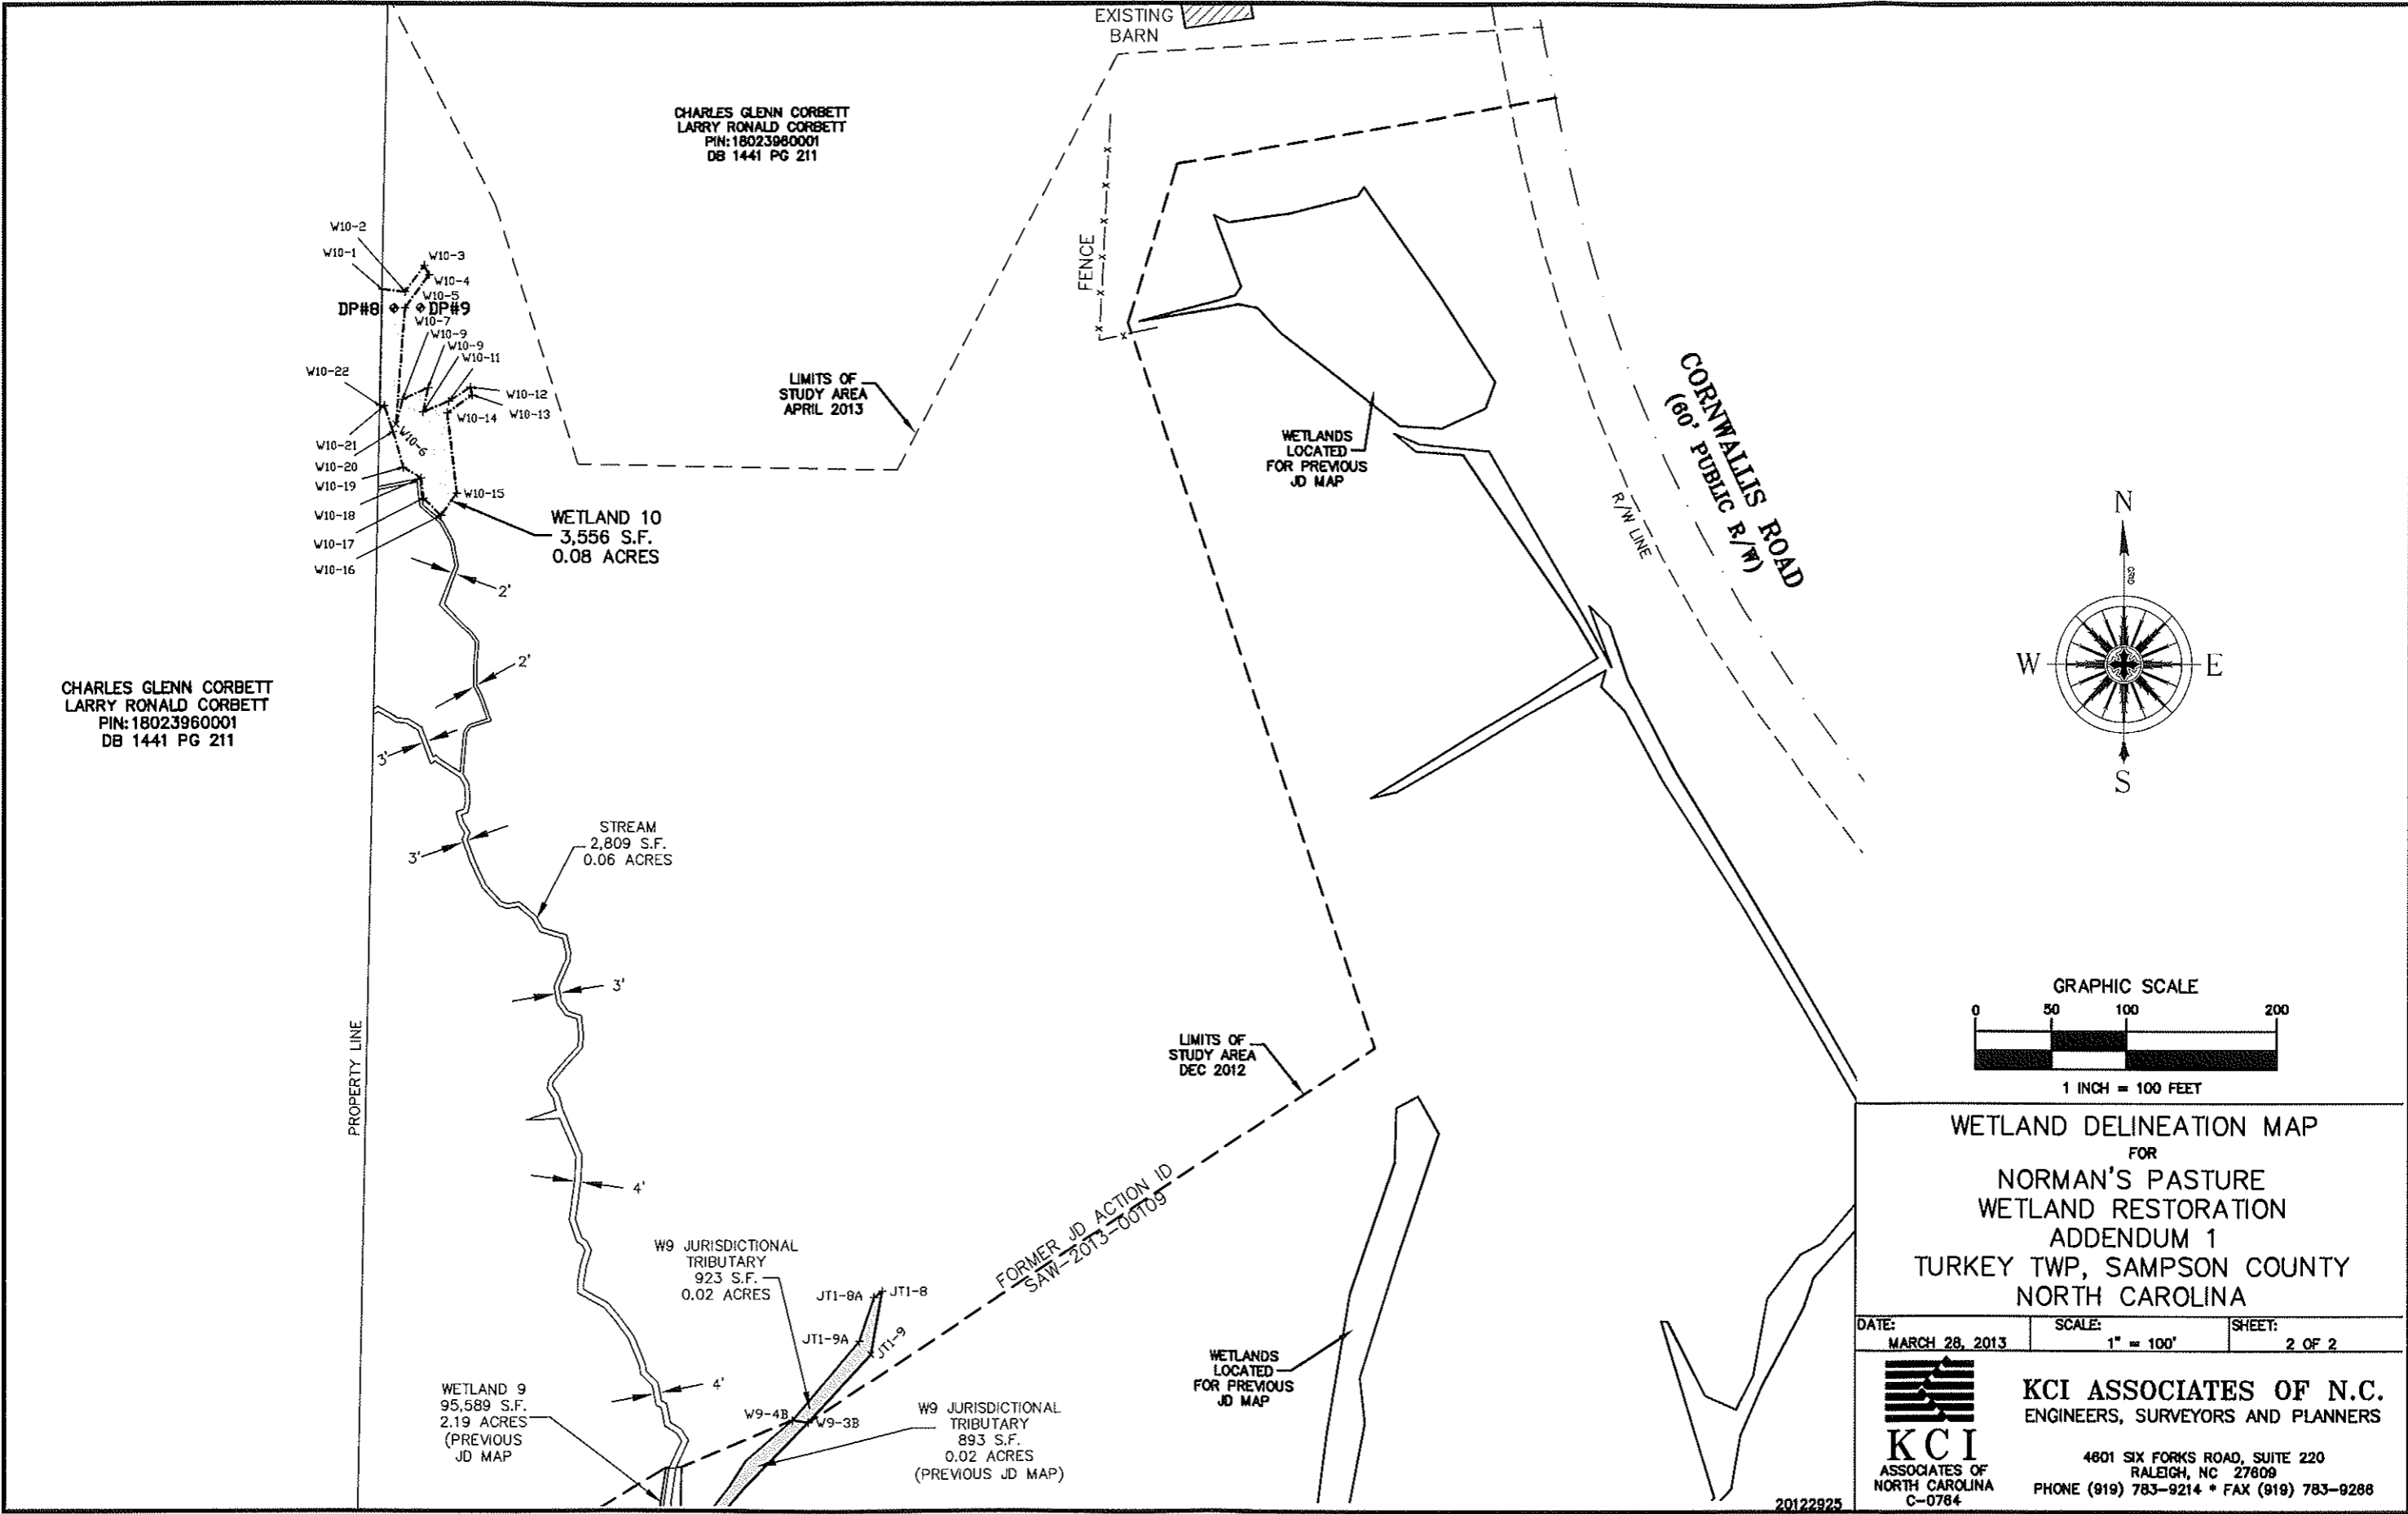 EXISTING
BARN
CHARLES GLENN CORBETT
LARRY RONALD CORBETT
PIN:18023960001
DB 1441 PG 211
W10-2
W10-1
W10-3
W10-4
W10-5
DP#8
DP#9
W10-7
W10-9
W10-9
W10-11
W10-22
W10-12
W10-13
W10-14
W10-21
W10-6
W10-20
W10-19
W10-15
W10-18
W10-17
W10-16
WETLAND 10
3,556 S.F.
0.08 ACRES
FENCE
LIMITS OF
STUDY AREA
APRIL 2013
WETLANDS
LOCATED
FOR PREVIOUS
JD MAP
CORNWALLIS ROAD
(60' PUBLIC R/W)
R/W LINE
N
GRID
W
E
S
2'
2'
CHARLES GLENN CORBETT
LARRY RONALD CORBETT
PIN:18023960001
DB 1441 PG 211
3'
3'
STREAM
2,809 S.F.
0.06 ACRES
3'
PROPERTY LINE
4'
LIMITS OF
STUDY AREA
DEC 2012
FORMER JD ACTION ID
SAW-2013-00109
W9 JURISDICTIONAL
TRIBUTARY
923 S.F.
0.02 ACRES
JT1-8A
JT1-8
JT1-9A
JT1-9
4'
W9-4B
W9-3B
WETLAND 9
95,589 S.F.
2.19 ACRES
(PREVIOUS
JD MAP
W9 JURISDICTIONAL
TRIBUTARY
893 S.F.
0.02 ACRES
(PREVIOUS JD MAP)
WETLANDS
LOCATED
FOR PREVIOUS
JD MAP
GRAPHIC SCALE
0 50 100 200
1 INCH = 100 FEET
WETLAND DELINEATION MAP
FOR
NORMAN'S PASTURE
WETLAND RESTORATION
ADDENDUM 1
TURKEY TWP, SAMPSON COUNTY
NORTH CAROLINA
DATE:
MARCH 28, 2013
SCALE:
1" = 100'
SHEET:
2 OF 2
KCI
ASSOCIATES OF
NORTH CAROLINA
C-0764
KCI ASSOCIATES OF N.C.
ENGINEERS, SURVEYORS AND PLANNERS
4601 SIX FORKS ROAD, SUITE 220
RALEIGH, NC 27609
PHONE (919) 783-9214 * FAX (919) 783-9266
20122925